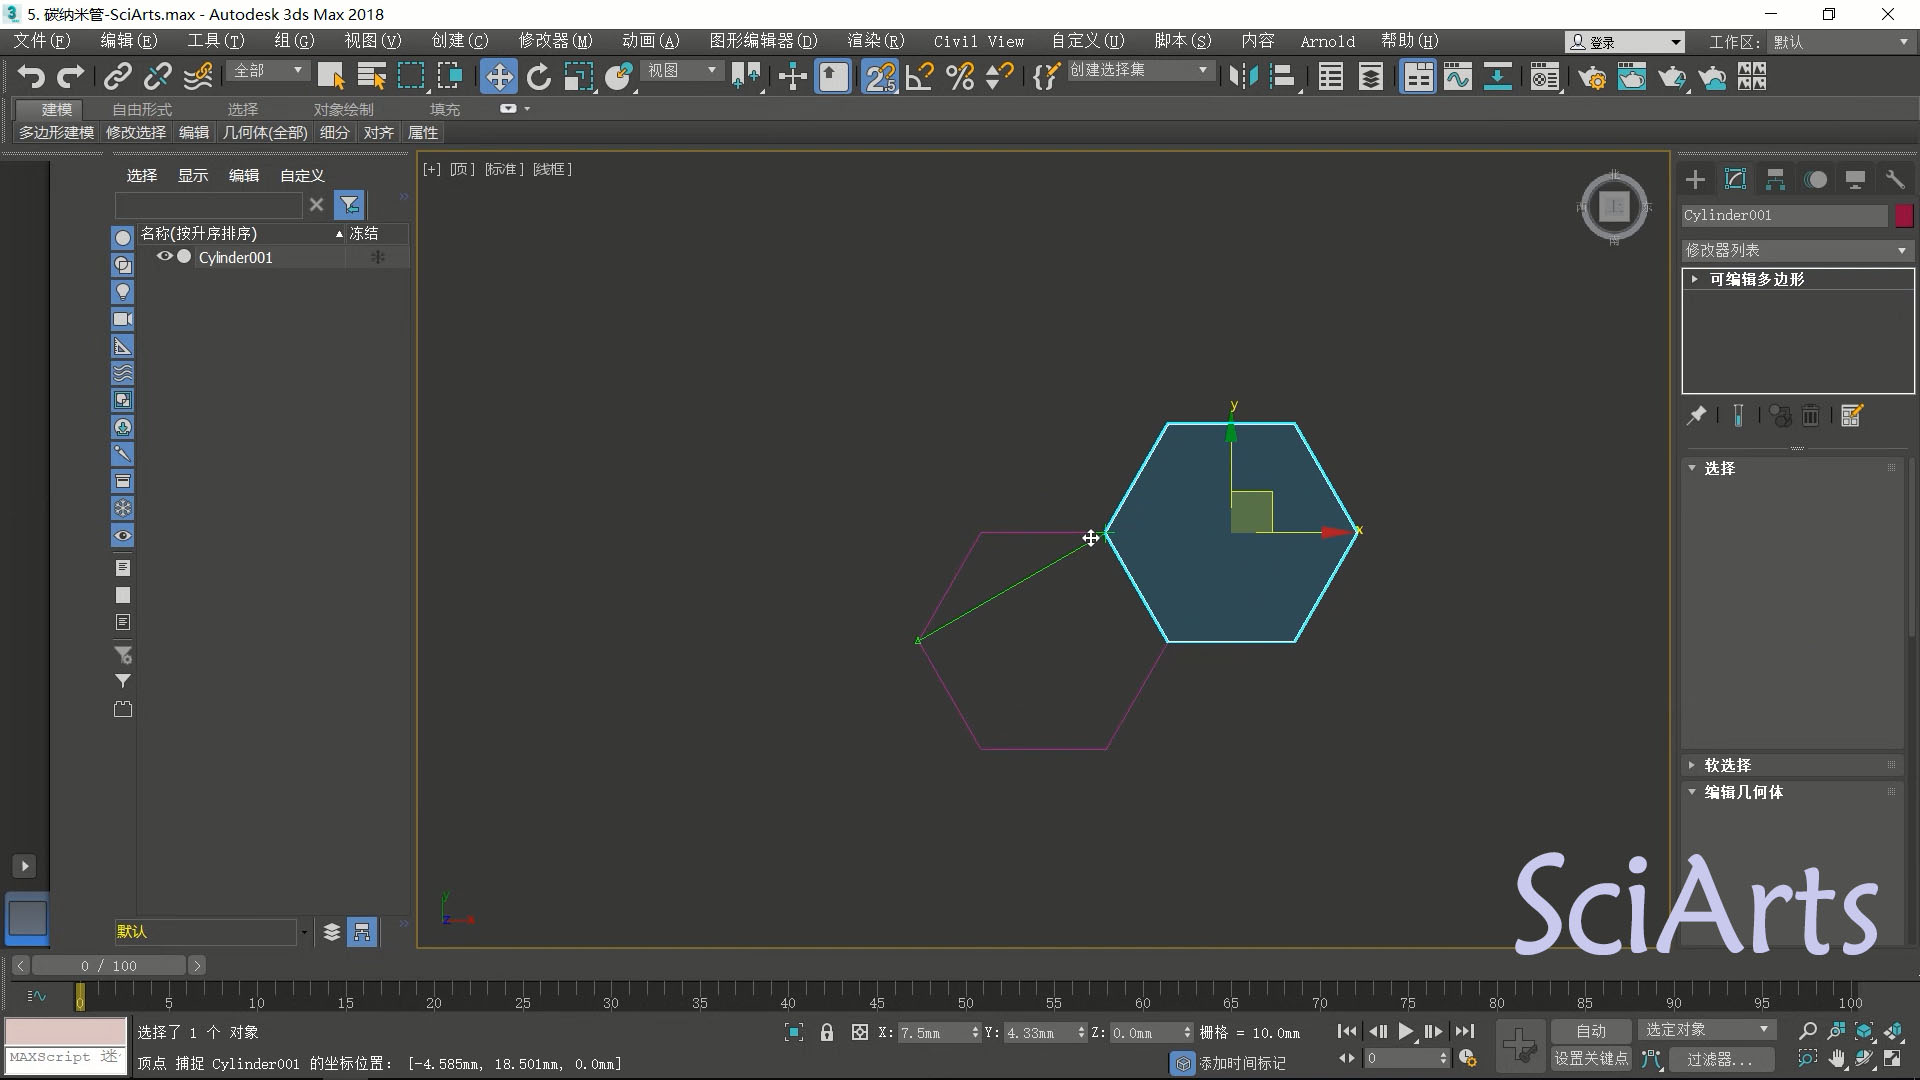 5. 碳纳米管-SciArts.max - Autodesk 3ds Max 2018
文件(F) 编辑(E) 工具(T) 组(G) 视图(V) 创建(C) 修改器(M) 动画(A) 图形编辑器(D) 渲染(R) Civil View 自定义(U) 脚本(S) 内容 Arnold 帮助(H) 登录 工作区: 默认
全部 视图 创建选择集
建模 自由形式 选择 对象绘制 填充
多边形建模 修改选择 编辑 几何体(全部) 细分 对齐 属性
选择 显示 编辑 自定义
名称(按升序排序) 冻结
Cylinder001
[+] [顶] [标准] [线框]
北
西 上 东
南
y
x
y
z x
Cylinder001
修改器列表
可编辑多边形
选择
软选择
编辑几何体
SciArts
默认
0 / 100
0 5 10 15 20 25 30 35 40 45 50 55 60 65 70 75 80 85 90 95 100
选择了 1 个 对象
X: 7.5mm Y: 4.33mm Z: 0.0mm 栅格 = 10.0mm
自动 选定对象
MAXScript 迷
顶点 捕捉 Cylinder001 的坐标位置: [-4.585mm, 18.501mm, 0.0mm]
添加时间标记
0
设置关键点 过滤器...